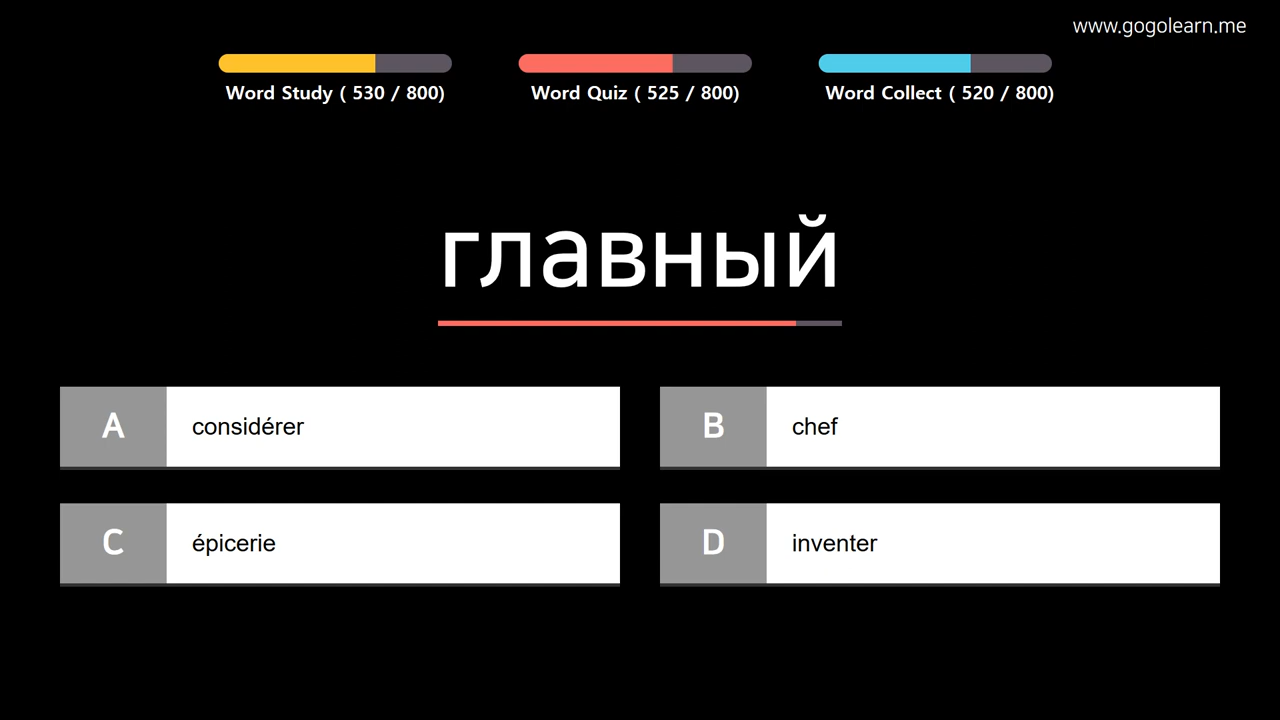 www.gogolearn.me
Word Study ( 530 / 800)
Word Quiz ( 525 / 800)
Word Collect ( 520 / 800)
главный
A considérer
B chef
C épicerie
D inventer